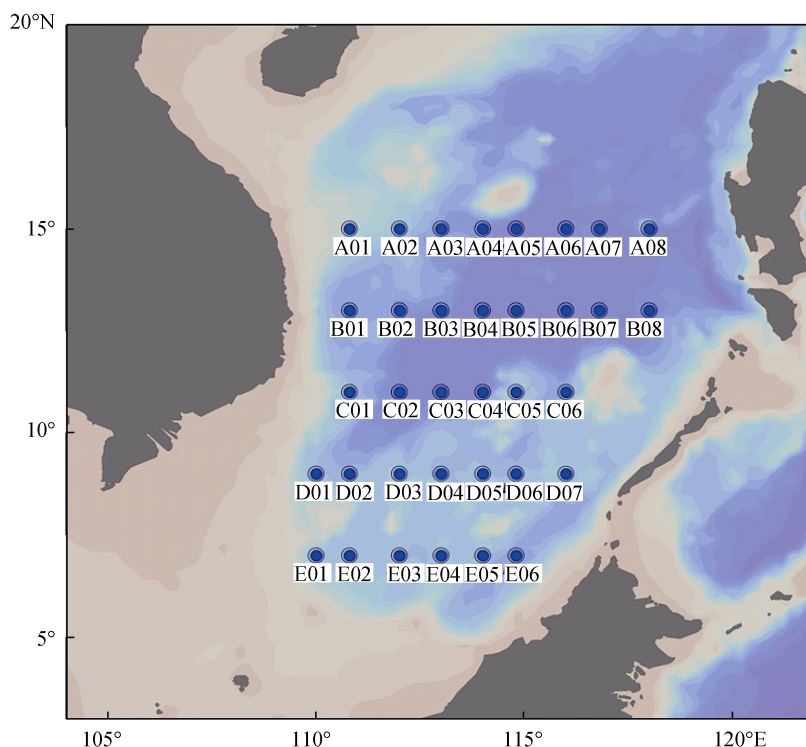 20°N
15°
A01 A02 A03 A04 A05 A06 A07 A08
B01 B02 B03 B04 B05 B06 B07 B08
C01 C02 C03 C04 C05 C06
10°
D01 D02 D03 D04 D05 D06 D07
E01 E02 E03 E04 E05 E06
5°
105° 110° 115° 120°E